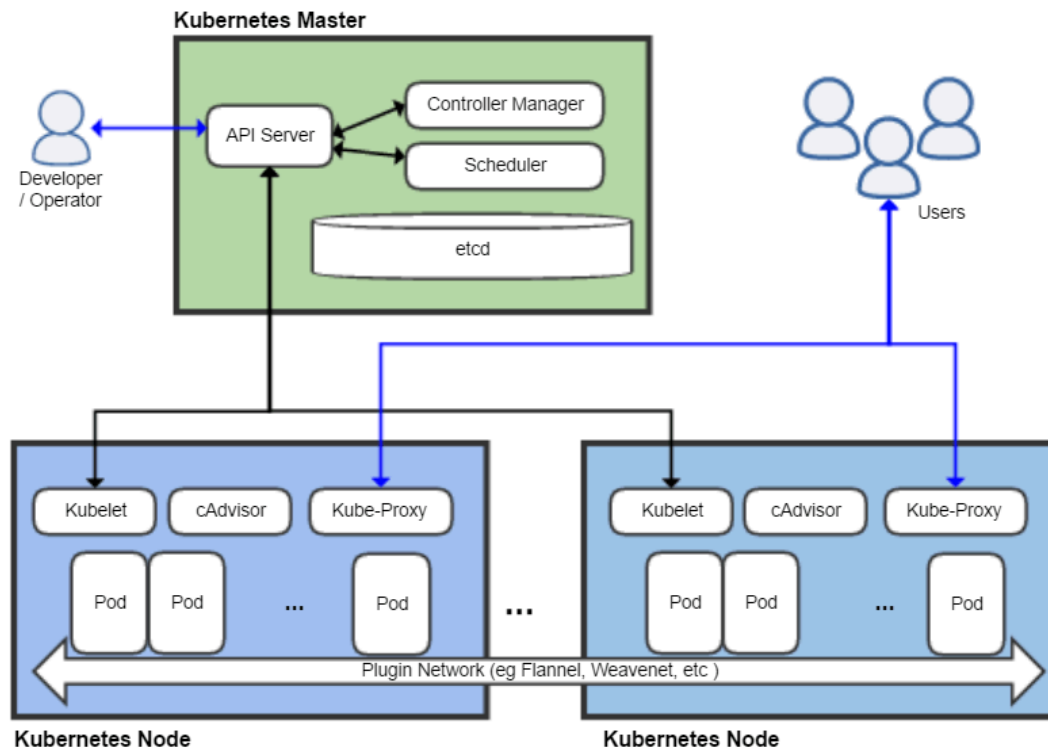 Kubernetes Master
Controller Manager
API Server
Scheduler
Developer
/ Operator
Users
etcd
Kubelet
cAdvisor
Kube-Proxy
Kubelet
cAdvisor
Kube-Proxy
Pod
Pod
...
Pod
...
Pod
Pod
...
Pod
Plugin Network (eg Flannel, Weavenet, etc )
Kubernetes Node
Kubernetes Node